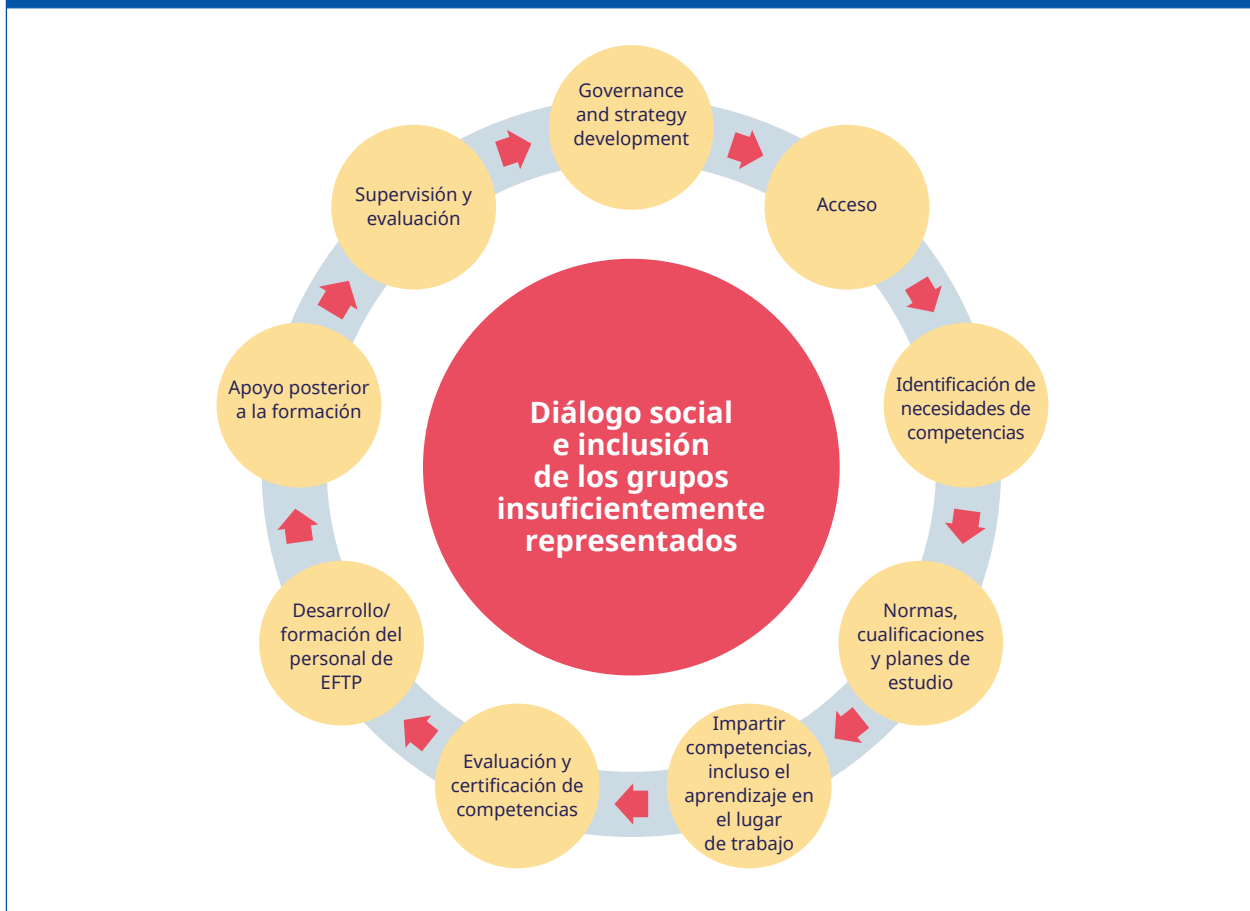 Governance
and strategy
development
Acceso
Identificación de
necesidades de
competencias
Normas,
cualificaciones
y planes de
estudio
Impartir
competencias,
incluso el
aprendizaje en
el lugar
de trabajo
Evaluación y
certificación de
competencias
Desarrollo/
formación del
personal de
EFTP
Apoyo posterior
a la formación
Supervisión y
evaluación
Diálogo social
e inclusión
de los grupos
insuficientemente
representados